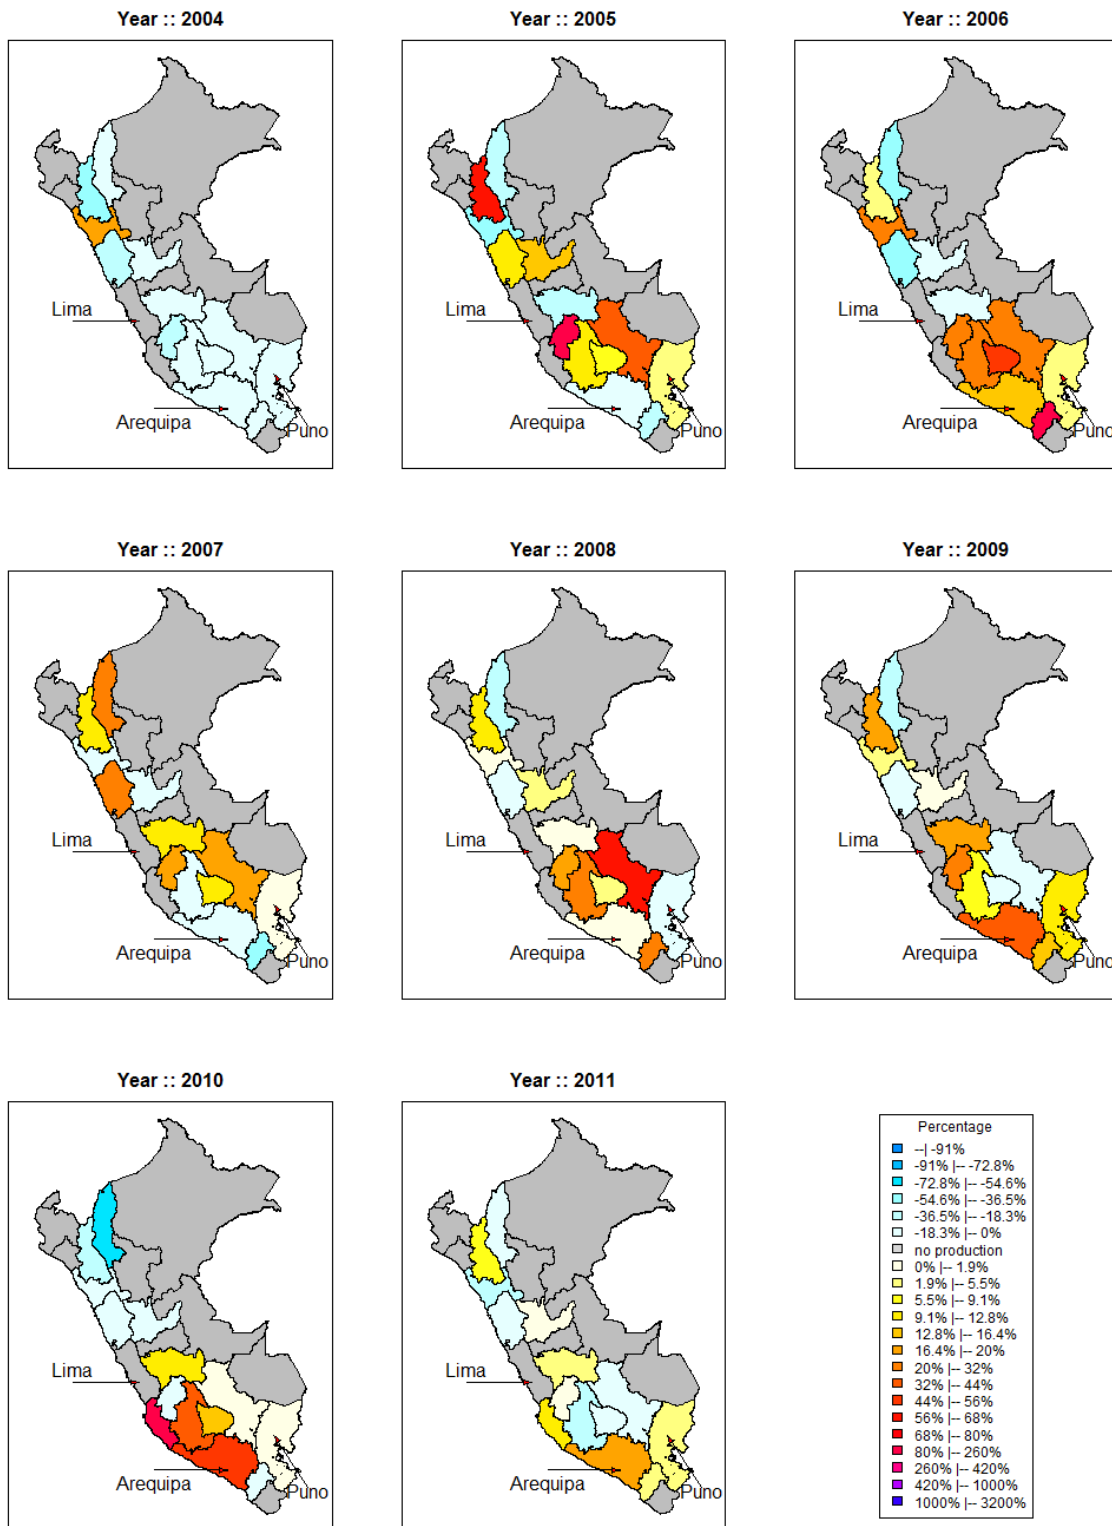 Year :: 2004
Year :: 2005
Year :: 2006
Lima
Arequipa
Puno
Lima
Arequipa
Puno
Lima
Arequipa
Puno
Year :: 2007
Year :: 2008
Year :: 2009
Lima
Arequipa
Puno
Lima
Arequipa
Puno
Lima
Arequipa
Puno
Year :: 2010
Year :: 2011
Lima
Arequipa
Puno
Lima
Arequipa
Puno
Percentage
--| -91%
-91% |-- -72.8%
-72.8% |-- -54.6%
-54.6% |-- -36.5%
-36.5% |-- -18.3%
-18.3% |-- 0%
no production
0% |-- 1.9%
1.9% |-- 5.5%
5.5% |-- 9.1%
9.1% |-- 12.8%
12.8% |-- 16.4%
16.4% |-- 20%
20% |-- 32%
32% |-- 44%
44% |-- 56%
56% |-- 68%
68% |-- 80%
80% |-- 260%
260% |-- 420%
420% |-- 1000%
1000% |-- 3200%